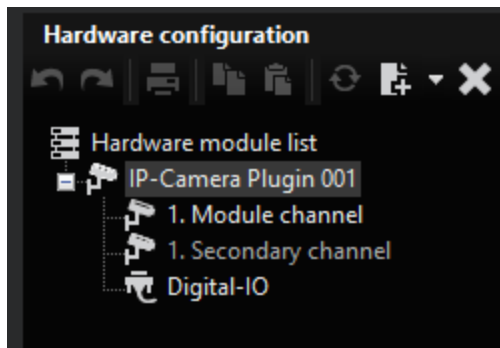 Hardware configuration
Hardware module list
IP-Camera Plugin 001
1. Module channel
1. Secondary channel
Digital-IO